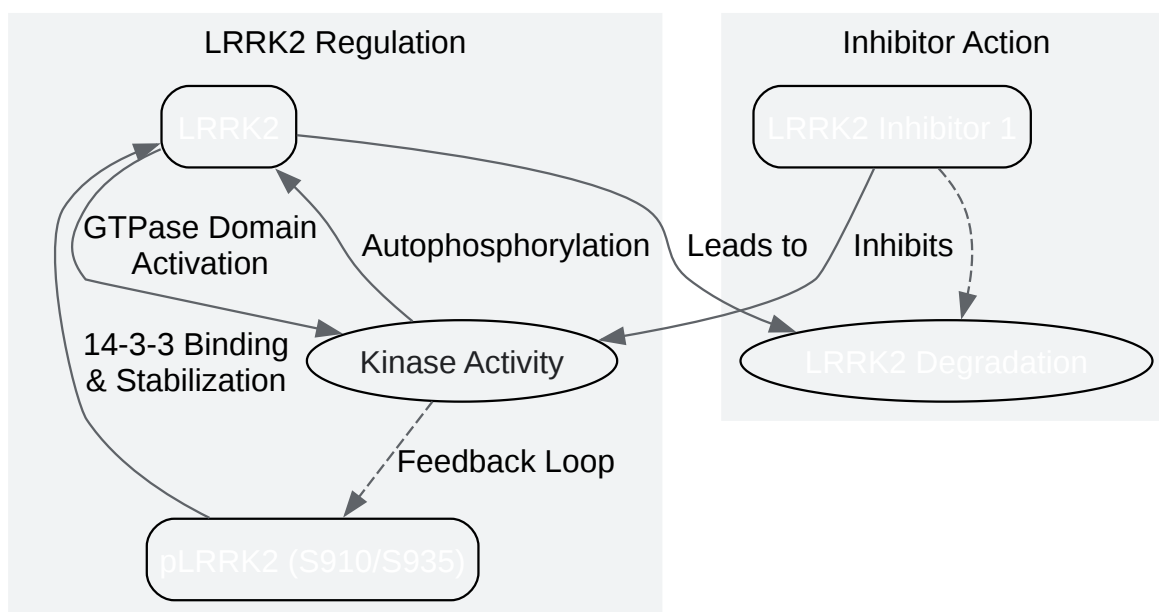 LRRK2 Regulation
Inhibitor Action
LRRK2
LRRK2 Inhibitor 1
GTPase Domain
Activation
Autophosphorylation
Leads to
Inhibits
14-3-3 Binding
& Stabilization
Kinase Activity
LRRK2 Degradation
Feedback Loop
pLRRK2 (S910/S935)